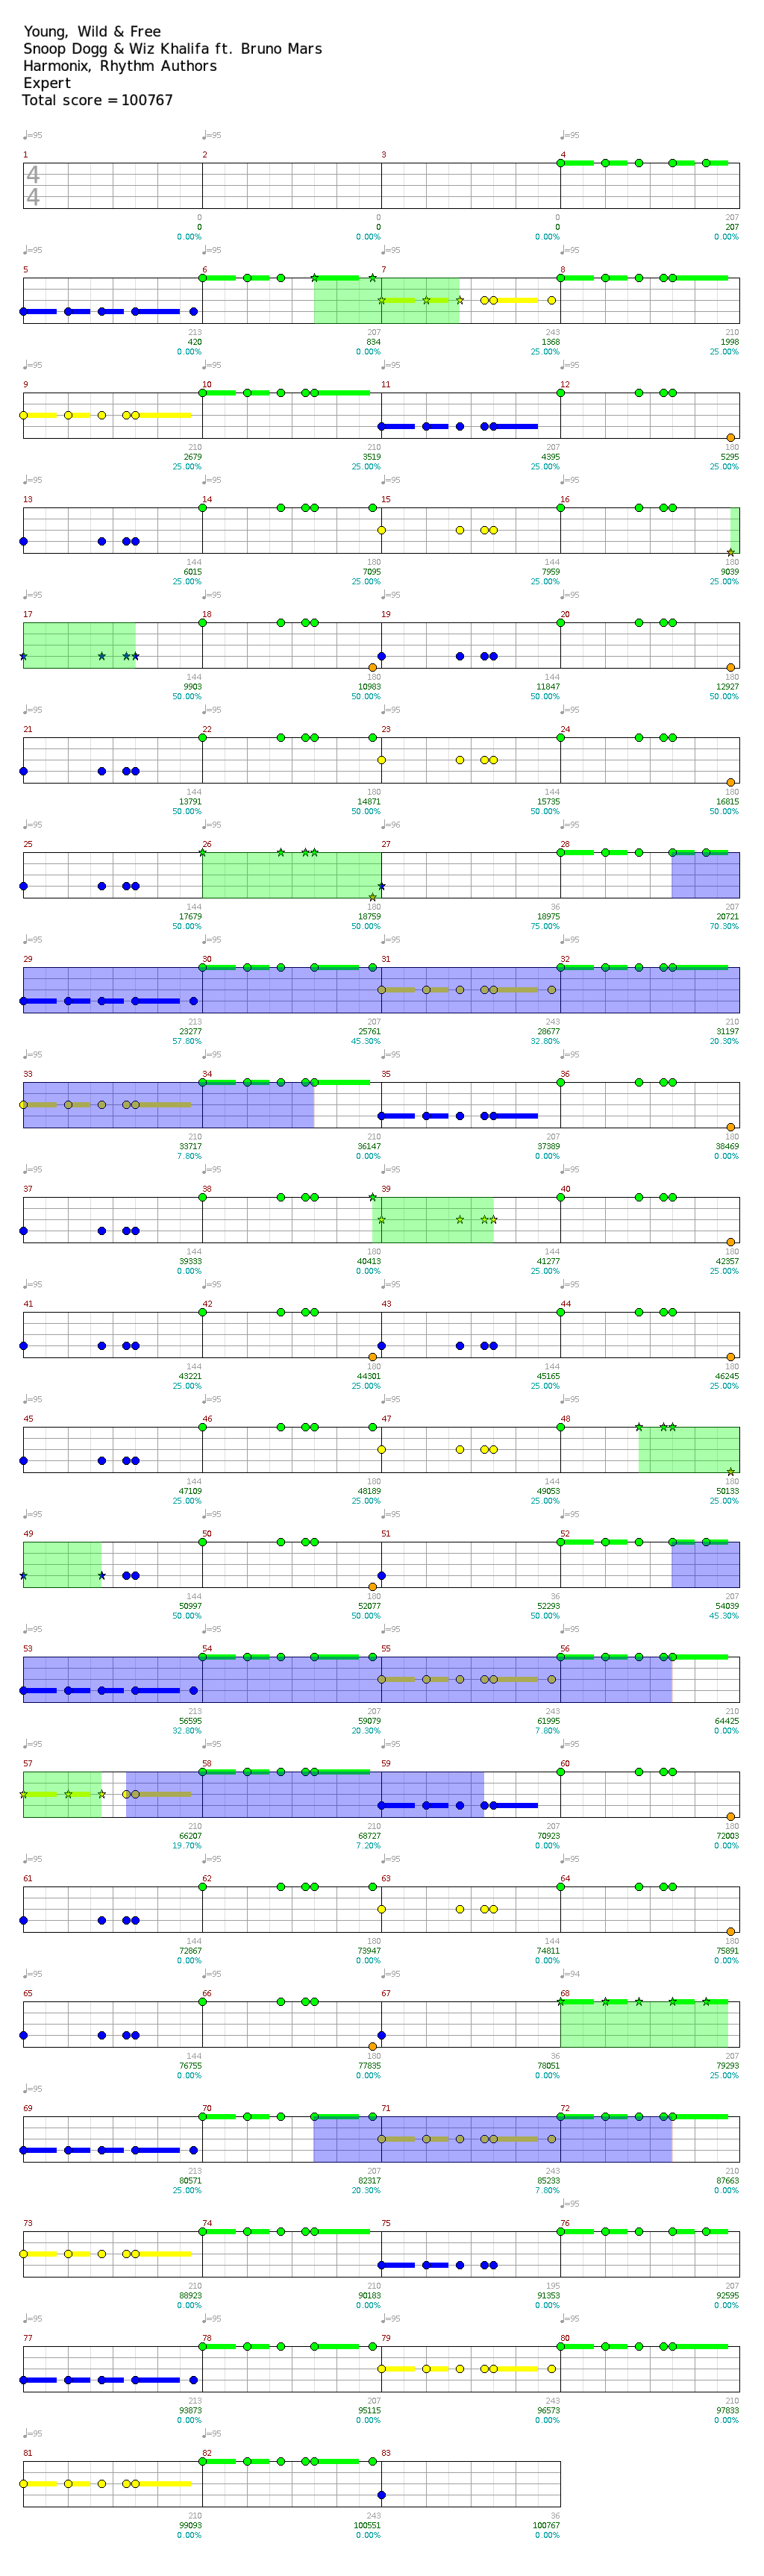 Young, Wild & Free
Snoop Dogg & Wiz Khalifa ft. Bruno Mars
Harmonix, Rhythm Authors
Expert
Total score = 100767
♩=95 ♩=95 ♩=95
1 2 3 4
4
4
0 0 0 207
0 0 0 207
0.00% 0.00% 0.00% 0.00%
♩=95 ♩=95 ♩=95 ♩=95
5 6 7 8
213 207 243 210
420 834 1368 1998
0.00% 0.00% 25.00% 25.00%
♩=95 ♩=95 ♩=95 ♩=95
9 10 11 12
210 210 207 180
2679 3519 4395 5295
25.00% 25.00% 25.00% 25.00%
♩=95 ♩=95 ♩=95 ♩=95
13 14 15 16
144 180 144 180
6015 7095 7959 9039
25.00% 25.00% 25.00% 25.00%
♩=95 ♩=95 ♩=95 ♩=95
17 18 19 20
144 180 144 180
9903 10983 11847 12927
50.00% 50.00% 50.00% 50.00%
♩=95 ♩=95 ♩=95 ♩=95
21 22 23 24
144 180 144 180
13791 14871 15735 16815
50.00% 50.00% 50.00% 50.00%
♩=95 ♩=95 ♩=96 ♩=95
25 26 27 28
144 180 36 207
17679 18759 18975 20721
50.00% 50.00% 75.00% 70.30%
♩=95 ♩=95 ♩=95 ♩=95
29 30 31 32
213 207 243 210
23277 25761 28677 31197
57.80% 45.30% 32.80% 20.30%
♩=95 ♩=95 ♩=95 ♩=95
33 34 35 36
210 210 207 180
33717 36147 37389 38469
7.80% 0.00% 0.00% 0.00%
♩=95 ♩=95 ♩=95 ♩=95
37 38 39 40
144 180 144 180
39333 40413 41277 42357
0.00% 0.00% 25.00% 25.00%
♩=95 ♩=95 ♩=95 ♩=95
41 42 43 44
144 180 144 180
43221 44301 45165 46245
25.00% 25.00% 25.00% 25.00%
♩=95 ♩=95 ♩=95 ♩=95
45 46 47 48
144 180 144 180
47109 48189 49053 50133
25.00% 25.00% 25.00% 25.00%
♩=95 ♩=95 ♩=95 ♩=95
49 50 51 52
144 180 36 207
50997 52077 52293 54039
50.00% 50.00% 50.00% 45.30%
♩=95 ♩=95 ♩=95 ♩=95
53 54 55 56
213 207 243 210
56595 59079 61995 64425
32.80% 20.30% 7.80% 0.00%
♩=95 ♩=95 ♩=95 ♩=95
57 58 59 60
210 210 207 180
66207 68727 70923 72003
19.70% 7.20% 0.00% 0.00%
♩=95 ♩=95 ♩=95 ♩=95
61 62 63 64
144 180 144 180
72867 73947 74811 75891
0.00% 0.00% 0.00% 0.00%
♩=95 ♩=95 ♩=95 ♩=94
65 66 67 68
144 180 36 207
76755 77835 78051 79293
0.00% 0.00% 0.00% 25.00%
♩=95
69 70 71 72
213 207 243 210
80571 82317 85233 87663
25.00% 20.30% 7.80% 0.00%
♩=95
73 74 75 76
210 210 195 207
88923 90183 91353 92595
0.00% 0.00% 0.00% 0.00%
♩=95 ♩=95 ♩=95 ♩=95
77 78 79 80
213 207 243 210
93873 95115 96573 97833
0.00% 0.00% 0.00% 0.00%
♩=95 ♩=95
81 82 83
210 243 36
99093 100551 100767
0.00% 0.00% 0.00%